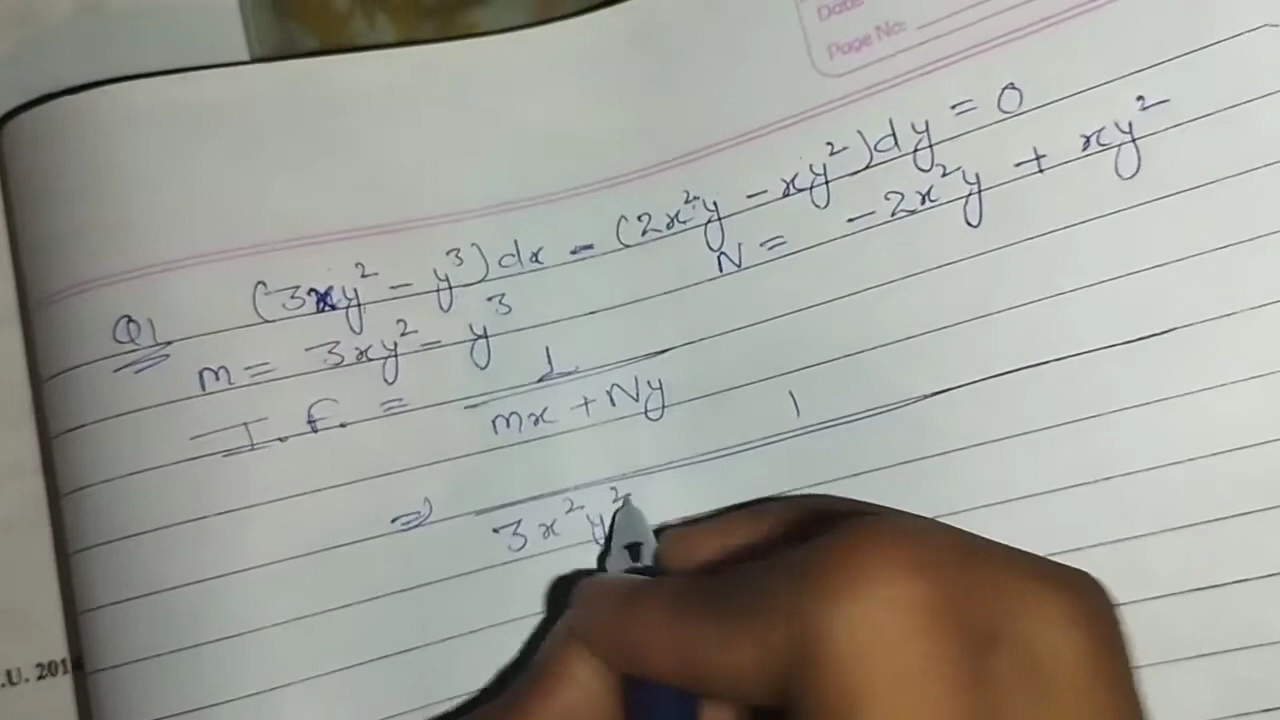 Date
Page No:
Q1 (3xy² - y³)dx - (2x²y - xy²)dy = 0
m = 3xy² - y³ N = -2x²y + xy²
I.F. = 1/(mx + Ny)
⇒ 1/(3x²y²
.U. 201